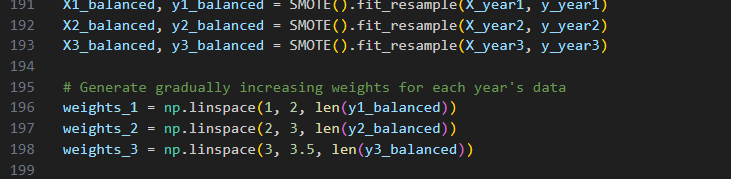 191 X1_balanced, y1_balanced = SMOTE().fit_resample(X_year1, y_year1)
192 X2_balanced, y2_balanced = SMOTE().fit_resample(X_year2, y_year2)
193 X3_balanced, y3_balanced = SMOTE().fit_resample(X_year3, y_year3)
194
195 # Generate gradually increasing weights for each year's data
196 weights_1 = np.linspace(1, 2, len(y1_balanced))
197 weights_2 = np.linspace(2, 3, len(y2_balanced))
198 weights_3 = np.linspace(3, 3.5, len(y3_balanced))
199